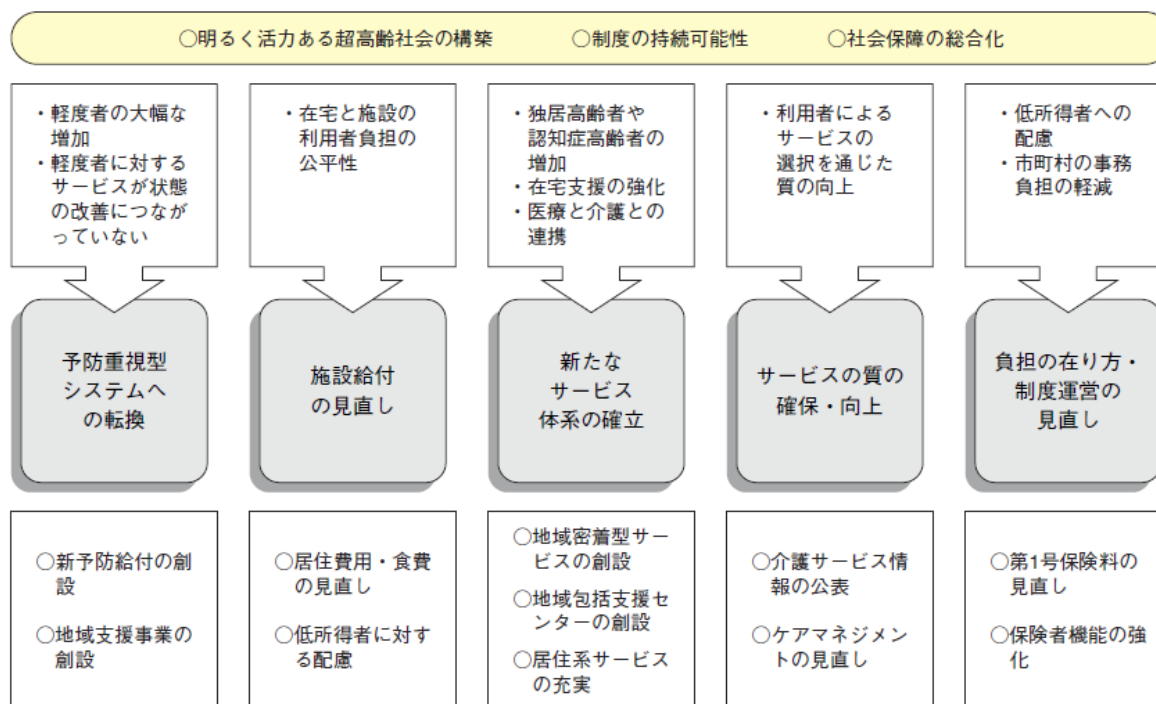 ○明るく活力ある超高齢社会の構築 ○制度の持続可能性 ○社会保障の総合化
・軽度者の大幅な
増加
・軽度者に対する
サービスが状態
の改善につなが
っていない
・在宅と施設の
利用者負担の
公平性
・独居高齢者や
認知症高齢者の
増加
・在宅支援の強化
・医療と介護との
連携
・利用者による
サービスの
選択を通じた
質の向上
・低所得者への
配慮
・市町村の事務
負担の軽減
予防重視型
システムへ
の転換
施設給付
の見直し
新たな
サービス
体系の確立
サービスの質の
確保・向上
負担の在り方・
制度運営の
見直し
○新予防給付の創
設
○地域支援事業の
創設
○居住費用・食費
の見直し
○低所得者に対す
る配慮
○地域密着型サー
ビスの創設
○地域包括支援セ
ンターの創設
○居住系サービス
の充実
○介護サービス情
報の公表
○ケアマネジメン
トの見直し
○第1号保険料の
見直し
○保険者機能の強
化